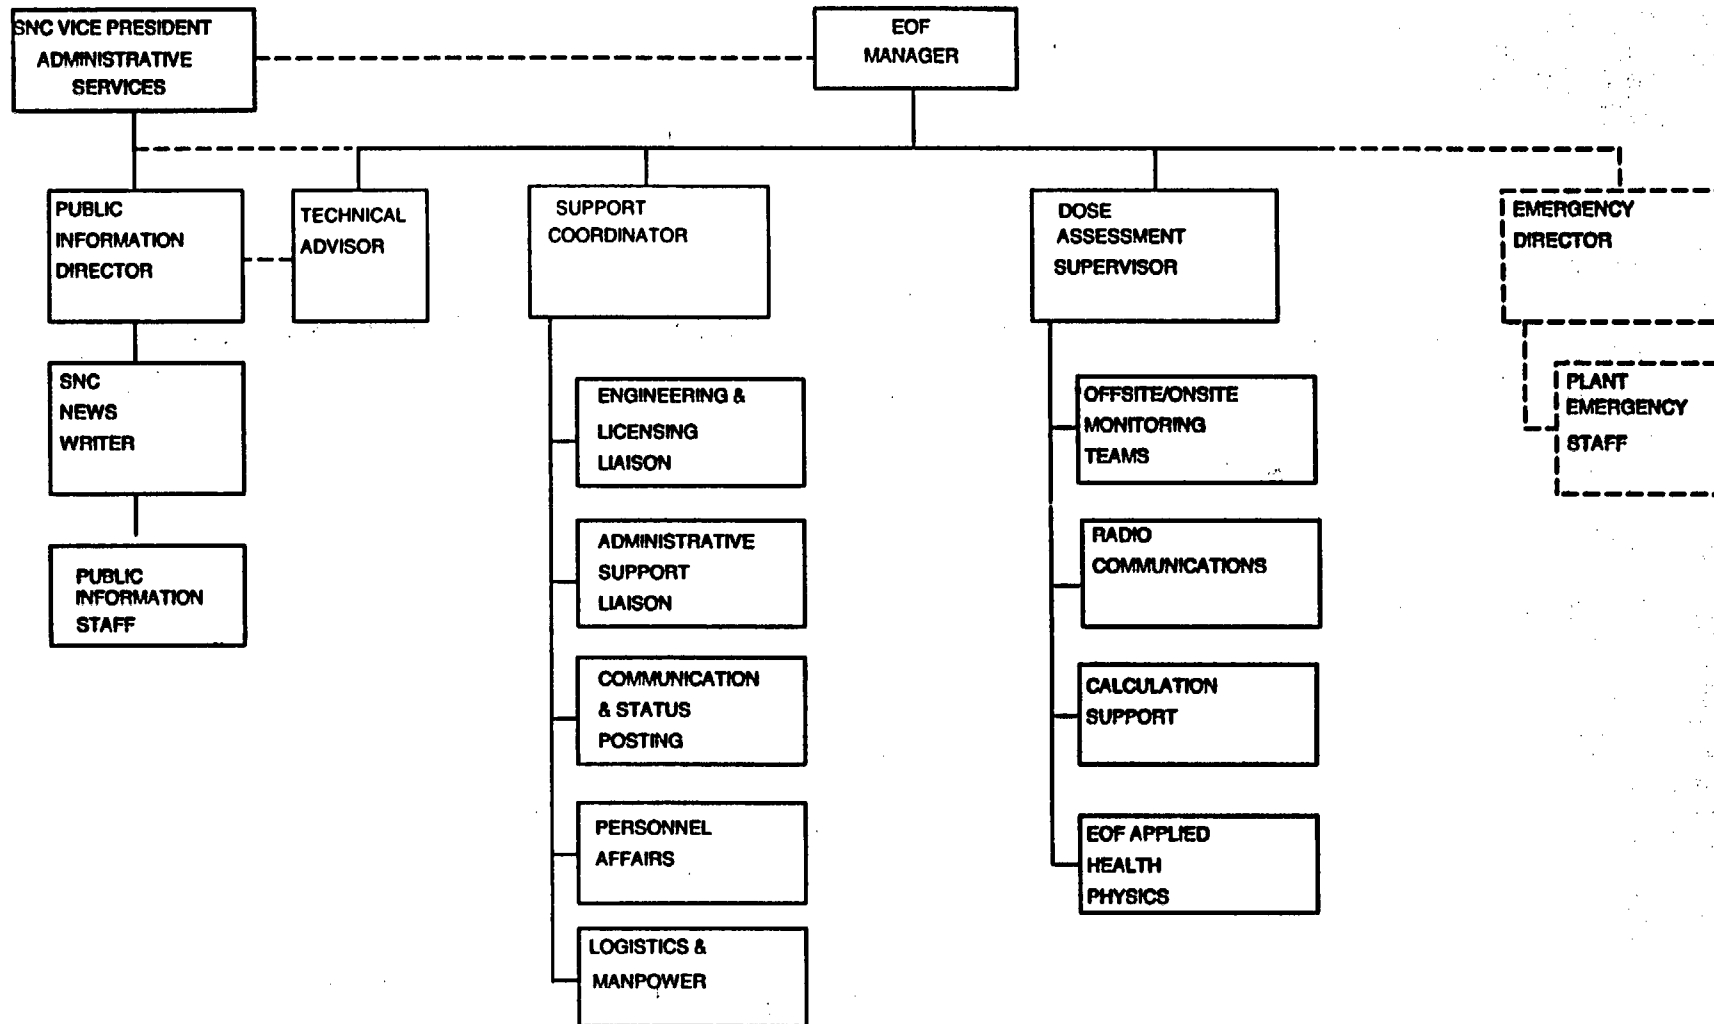 SNC VICE PRESIDENT
ADMINISTRATIVE
SERVICES
EOF
MANAGER
PUBLIC
INFORMATION
DIRECTOR
TECHNICAL
ADVISOR
SUPPORT
COORDINATOR
DOSE
ASSESSMENT
SUPERVISOR
EMERGENCY
DIRECTOR
SNC
NEWS
WRITER
ENGINEERING &
LICENSING
LIAISON
OFFSITE/ONSITE
MONITORING
TEAMS
PLANT
EMERGENCY
STAFF
PUBLIC
INFORMATION
STAFF
ADMINISTRATIVE
SUPPORT
LIAISON
RADIO
COMMUNICATIONS
COMMUNICATION
& STATUS
POSTING
CALCULATION
SUPPORT
PERSONNEL
AFFAIRS
EOF APPLIED
HEALTH
PHYSICS
LOGISTICS &
MANPOWER